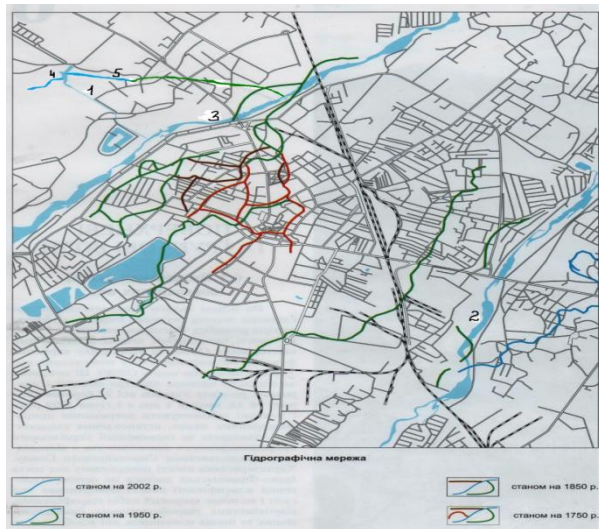 4
5
1
3
2
Гідрографічна мережа
станом на 2002 р.
станом на 1850 р.
станом на 1950 р.
станом на 1750 р.